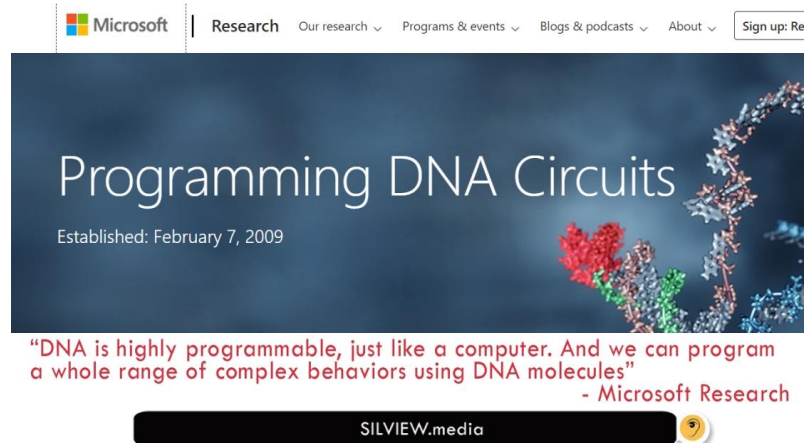 Microsoft | Research Our research Programs & events Blogs & podcasts About Sign up: Re
Programming DNA Circuits
Established: February 7, 2009
"DNA is highly programmable, just like a computer. And we can program
a whole range of complex behaviors using DNA molecules"
- Microsoft Research
SILVIEW.media